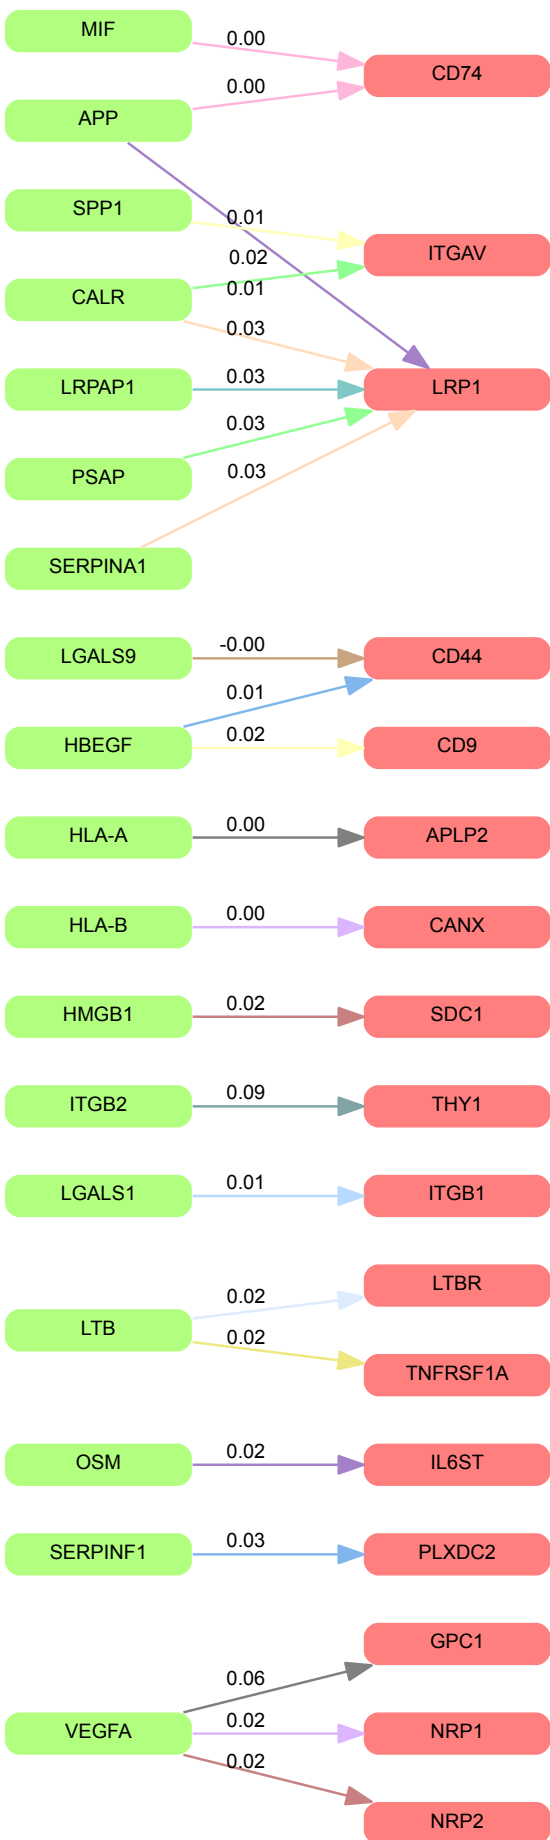 MIF
0.00
CD74
APP
0.00
SPP1
0.01
ITGAV
0.02
CALR
0.01
0.03
LRPAP1
0.03
LRP1
0.03
PSAP
0.03
SERPINA1
LGALS9
-0.00
CD44
0.01
HBEGF
0.02
CD9
HLA-A
0.00
APLP2
HLA-B
0.00
CANX
HMGB1
0.02
SDC1
ITGB2
0.09
THY1
LGALS1
0.01
ITGB1
LTBR
0.02
LTB
0.02
TNFRSF1A
OSM
0.02
IL6ST
SERPINF1
0.03
PLXDC2
GPC1
0.06
VEGFA
0.02
NRP1
0.02
NRP2